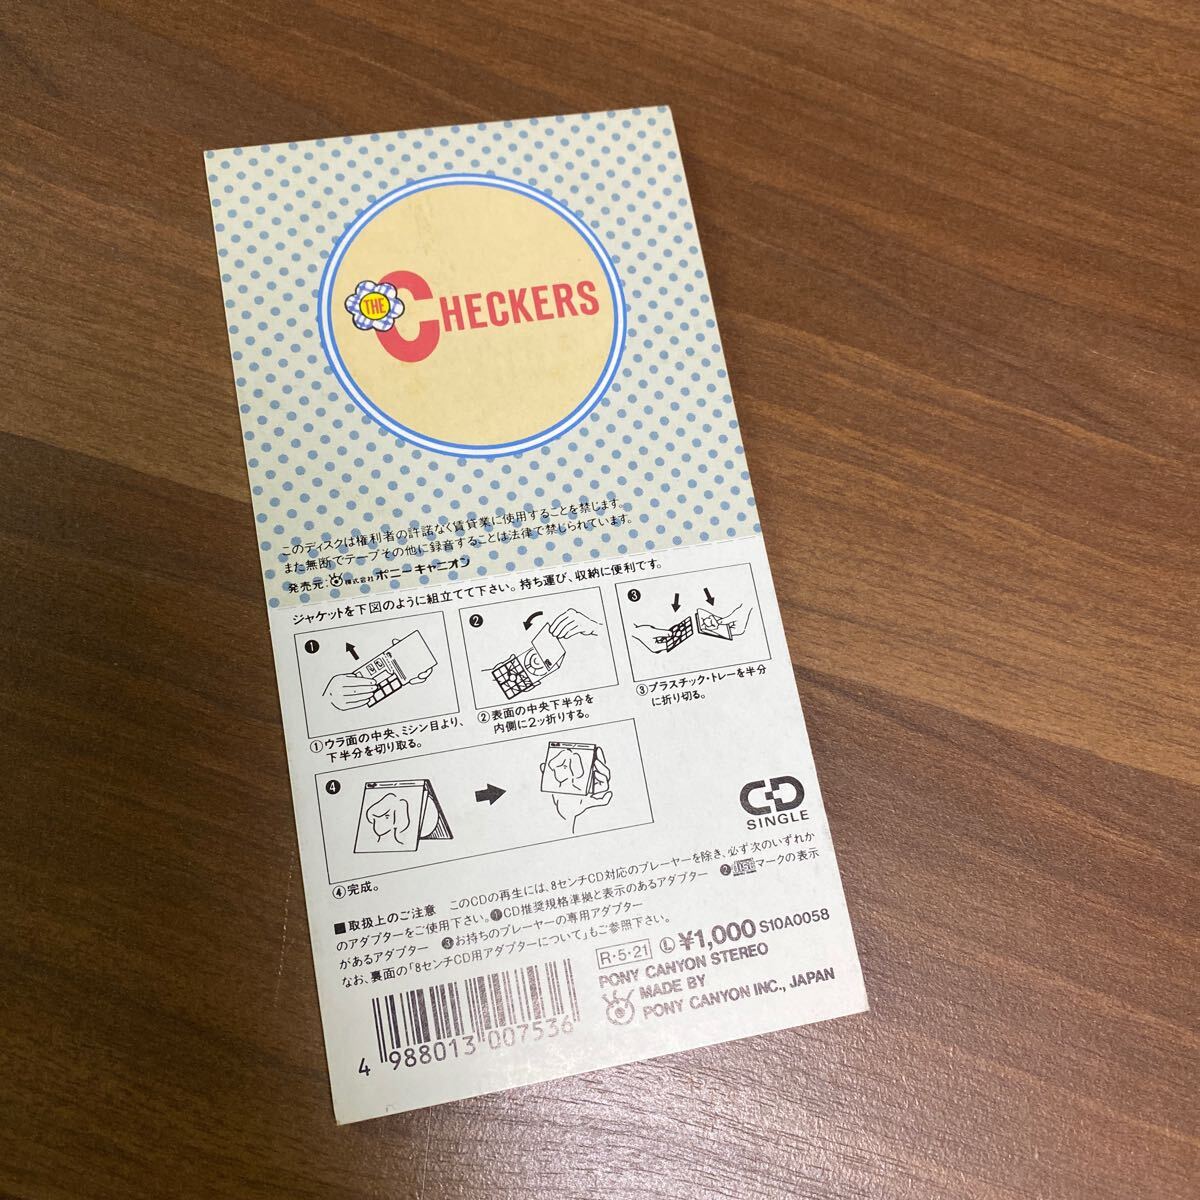 THE CHECKERS
このディスクは権利者の許諾なく賃貸業に使用することを禁じます。
また無断でテープその他に録音することは法律で禁じられています。
発売元:株式会社 ポニーキャニオン
ジャケットを下図のように組立てて下さい。持ち運び、収納に便利です。
❶
❷
❸
①ウラ面の中央、ミシン目より、
下半分を切り取る。
②表面の中央下半分を
内側に2ッ折りする。
③プラスチック・トレーを半分
に折り切る。
❹
④完成。
CD
SINGLE
■取扱上のご注意 このCDの再生には、8センチCD対応のプレーヤーを除き、必ず次のいずれか
のアダプターをご使用下さい。❶CD推奨規格準拠と表示のあるアダプター ❷discマークの表示
があるアダプター ❸お持ちのプレーヤーの専用アダプター
なお、裏面の「8センチCD用アダプターについて」もご参照下さい。
R・5・21 Ⓛ ¥1,000 S10A0058
PONY CANYON STEREO
MADE BY
PONY CANYON INC., JAPAN
4 988013 007536